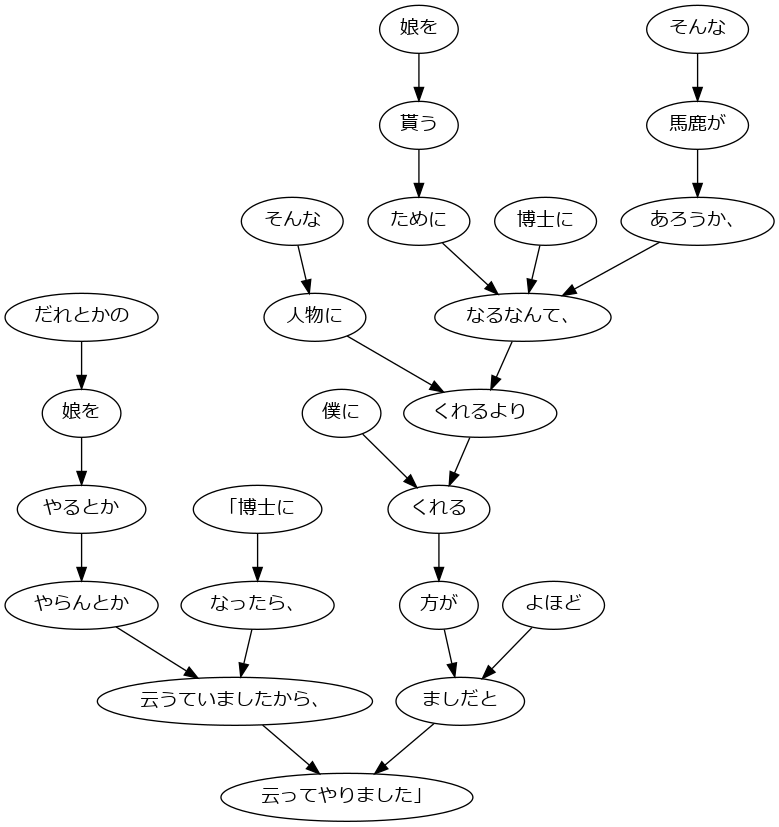 娘を
そんな
貰う
馬鹿が
そんな
ために
博士に
あろうか、
だれとかの
人物に
なるなんて、
娘を
僕に
くれるより
やるとか
「博士に
くれる
やらんとか
なったら、
方が
よほど
云うていましたから、
ましだと
云ってやりました」